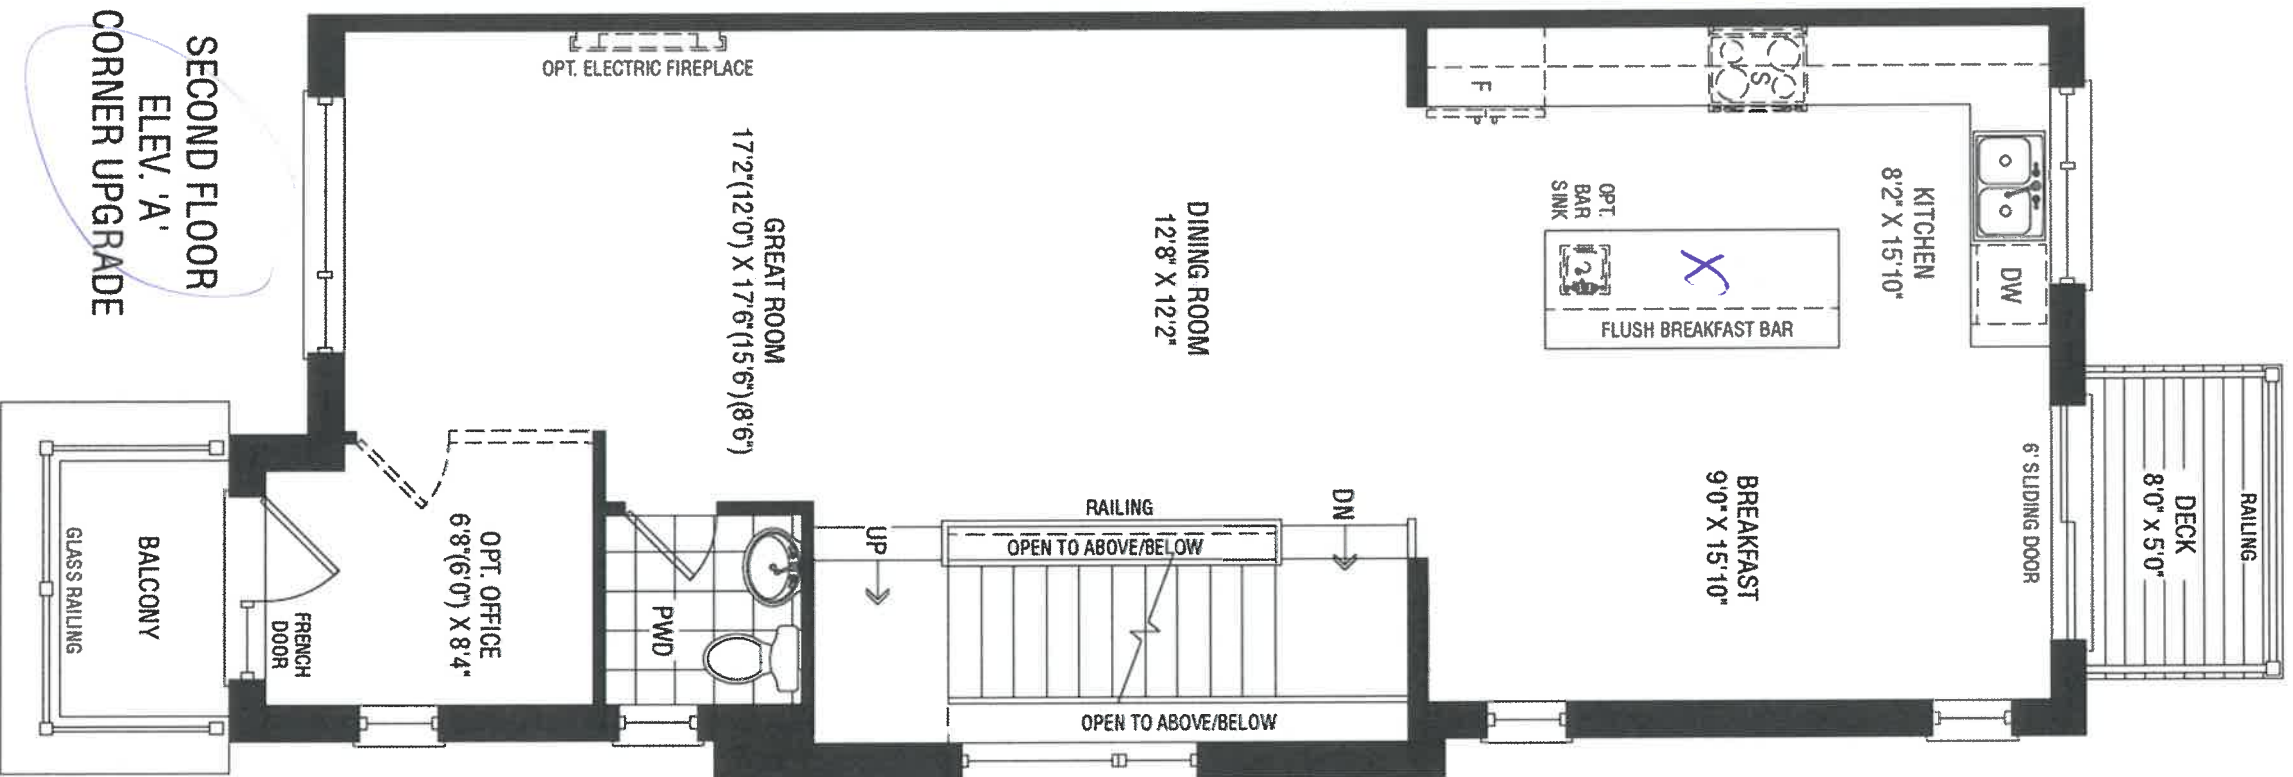 SECOND FLOOR
ELEV. 'A'
CORNER UPGRADE
OPT. ELECTRIC FIREPLACE
GREAT ROOM
17'2"(12'0") X 17'6"(15'6")(8'6")
DINING ROOM
12'8" X 12'2"
F
S
KITCHEN
8'2" X 15'10"
DW
OPT.
BAR
SINK
X
FLUSH BREAKFAST BAR
BREAKFAST
9'0" X 15'10"
6' SLIDING DOOR
RAILING
DECK
8'0" X 5'0"
RAILING
OPEN TO ABOVE/BELOW
DN
UP
OPEN TO ABOVE/BELOW
PWD
OPT. OFFICE
6'8"(6'0") X 8'4"
FRENCH
DOOR
BALCONY
GLASS RAILING